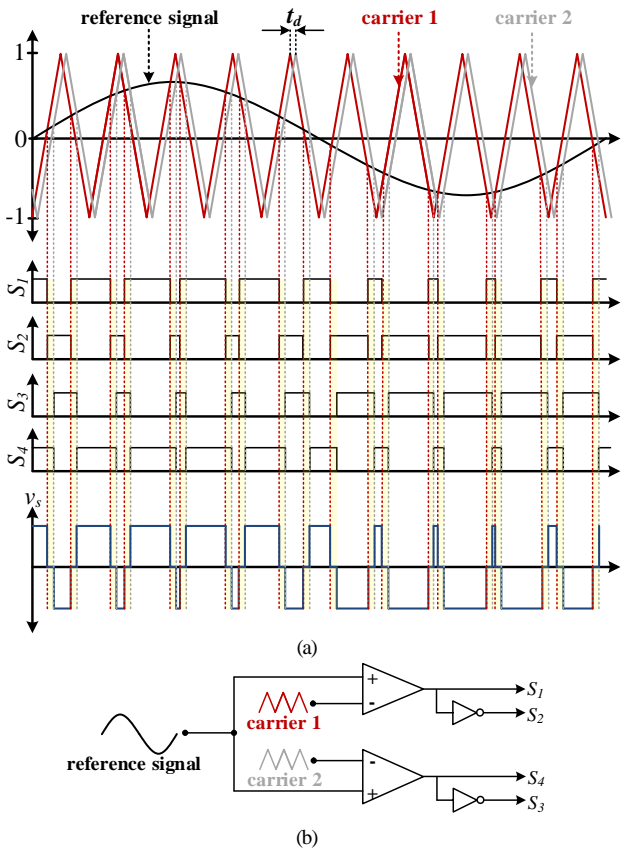 reference signal
t_d
carrier 1
carrier 2
1
0
-1
S_1
S_2
S_3
S_4
v_s
(a)
+
-
carrier 1
reference signal
carrier 2
-
+
S_1
S_2
S_4
S_3
(b)